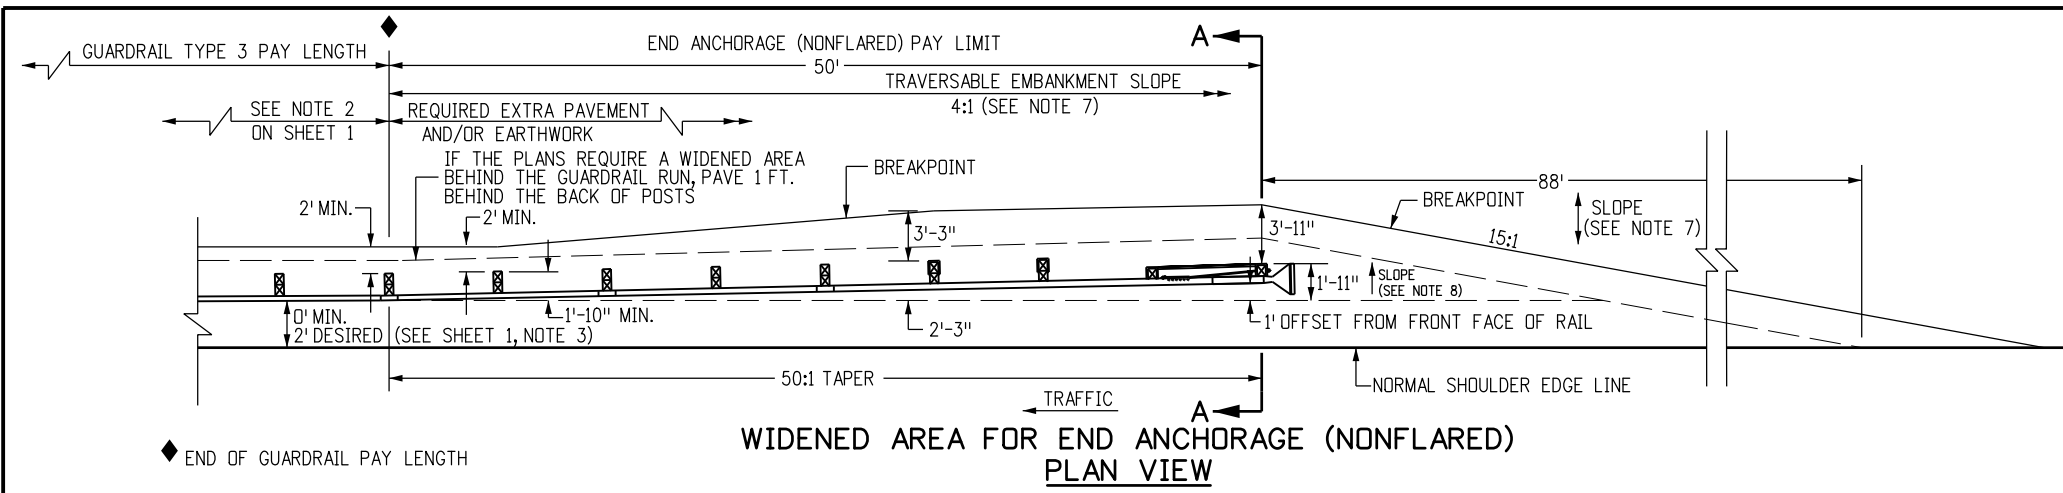 GUARDRAIL TYPE 3 PAY LENGTH
END ANCHORAGE (NONFLARED) PAY LIMIT
50'
A
TRAVERSABLE EMBANKMENT SLOPE
4:1 (SEE NOTE 7)
SEE NOTE 2
ON SHEET 1
REQUIRED EXTRA PAVEMENT
AND/OR EARTHWORK
IF THE PLANS REQUIRE A WIDENED AREA
BEHIND THE GUARDRAIL RUN, PAVE 1 FT.
BEHIND THE BACK OF POSTS
BREAKPOINT
88'
BREAKPOINT
SLOPE
(SEE NOTE 7)
2' MIN.
2' MIN.
3'-3"
3'-11"
15:1
1'-11"
SLOPE
(SEE NOTE 8)
0' MIN.
2' DESIRED (SEE SHEET 1, NOTE 3)
1'-10" MIN.
2'-3"
1' OFFSET FROM FRONT FACE OF RAIL
50:1 TAPER
NORMAL SHOULDER EDGE LINE
TRAFFIC
A
WIDENED AREA FOR END ANCHORAGE (NONFLARED)
PLAN VIEW
END OF GUARDRAIL PAY LENGTH